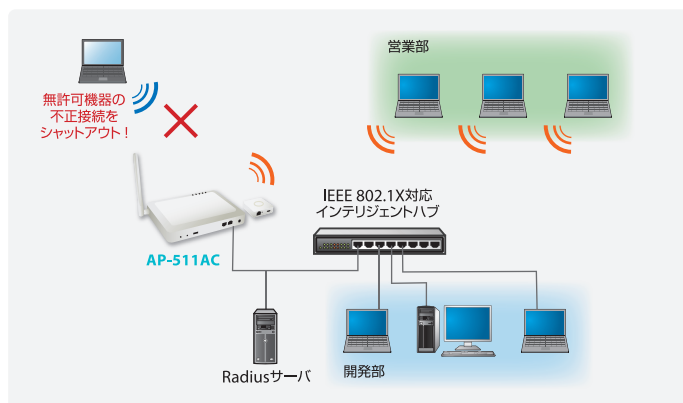 営業部
無許可機器の
不正接続を
シャットアウト！
IEEE 802.1X対応
インテリジェントハブ
AP-511AC
Radiusサーバ
開発部